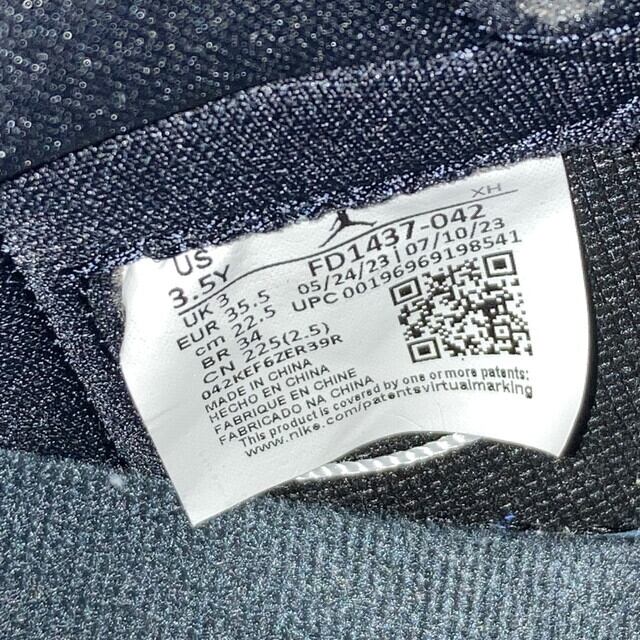 XH
US
3.5Y
UK 3
EUR 35.5
cm 22.5
BR 34
CN 225(2.5)
042KEF6ZER39R
FD1437-042
05/24/23 | 07/10/23
UPC 00196969198541
MADE IN CHINA
HECHO EN CHINA
FABRIQUE EN CHINE
FABRICADO NA CHINA
This product is covered by one or more patents:
www.nike.com/patentsvirtualmarking